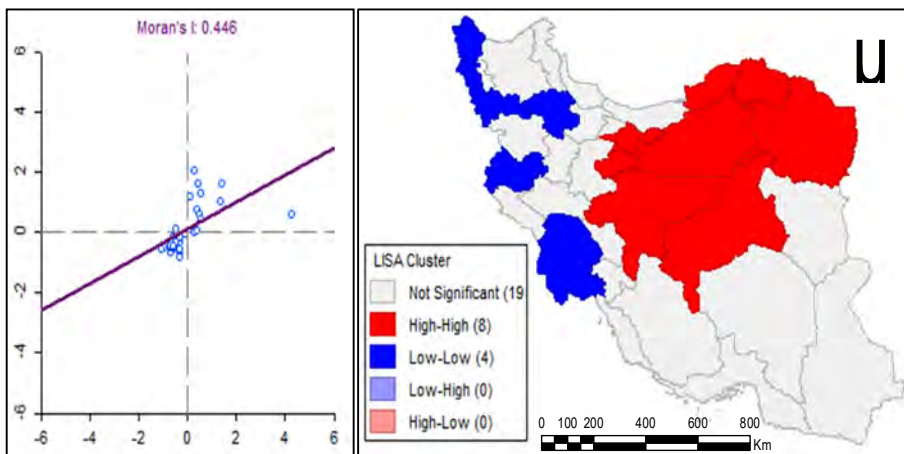 Moran's I: 0.446
6
4
2
0
-2
-4
-6
-6 -4 -2 0 2 4 6
u
LISA Cluster
Not Significant (19
High-High (8)
Low-Low (4)
Low-High (0)
High-Low (0)
0 100 200 400 600 800
Km